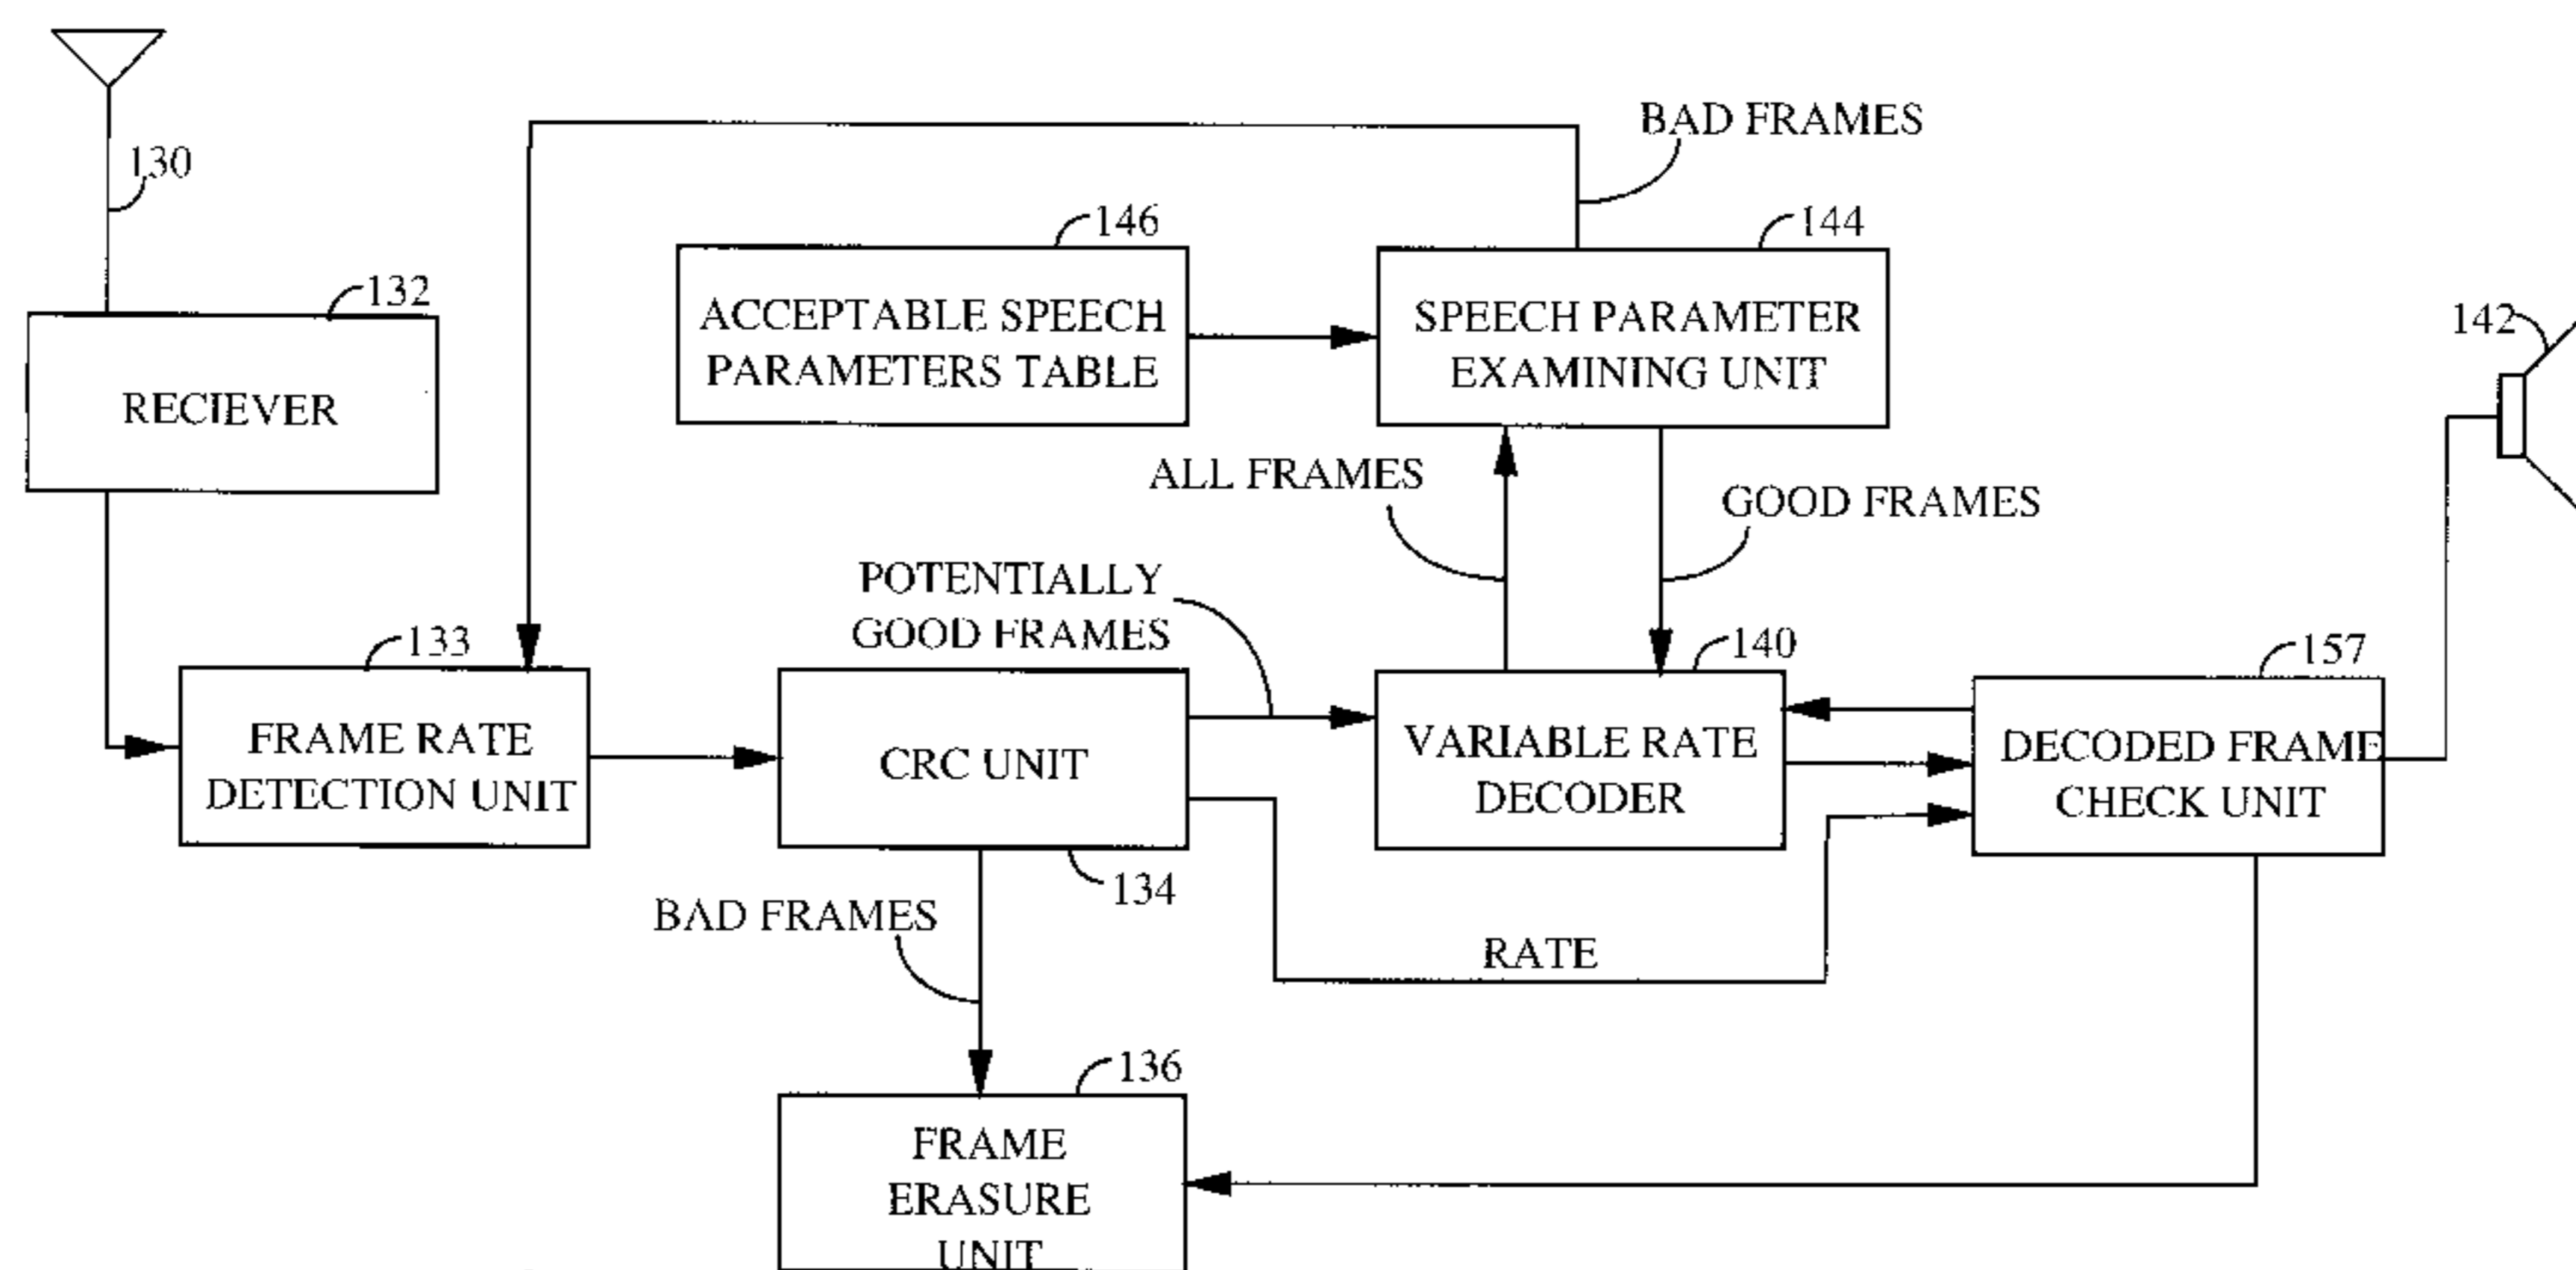 130
BAD FRAMES
146
144
132
ACCEPTABLE SPEECH
PARAMETERS TABLE
SPEECH PARAMETER
EXAMINING UNIT
142
RECIEVER
ALL FRAMES
GOOD FRAMES
POTENTIALLY
GOOD FRAMES
133
140
157
FRAME RATE
DETECTION UNIT
CRC UNIT
VARIABLE RATE
DECODER
DECODED FRAME
CHECK UNIT
134
BAD FRAMES
RATE
136
FRAME
ERASURE
UNIT